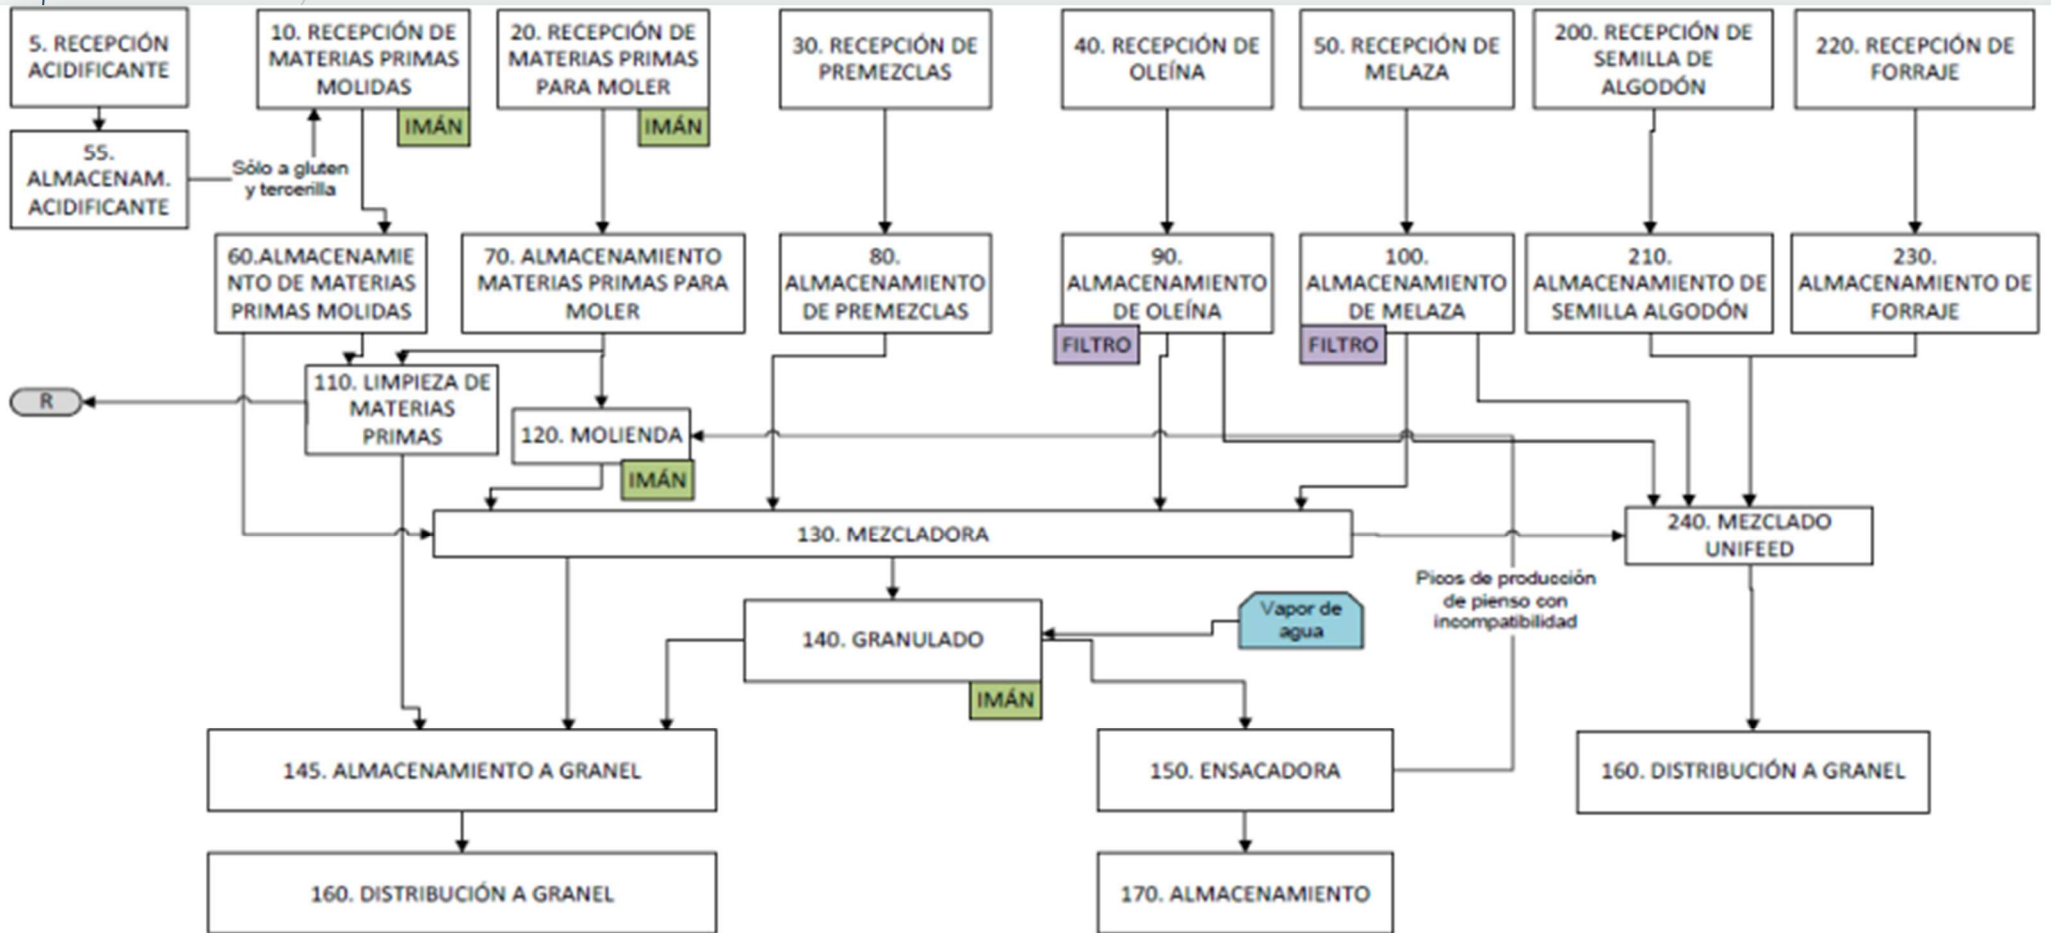 5. RECEPCIÓN
ACIDIFICANTE
10. RECEPCIÓN DE
MATERIAS PRIMAS
MOLIDAS
IMÁN
20. RECEPCIÓN DE
MATERIAS PRIMAS
PARA MOLER
IMÁN
30. RECEPCIÓN DE
PREMEZCLAS
40. RECEPCIÓN DE
OLEÍNA
50. RECEPCIÓN DE
MELAZA
200. RECEPCIÓN DE
SEMILLA DE
ALGODÓN
220. RECEPCIÓN DE
FORRAJE
55.
ALMACENAM.
ACIDIFICANTE
Sólo a gluten
y tercerilla
60.ALMACENAMIE
NTO DE MATERIAS
PRIMAS MOLIDAS
70. ALMACENAMIENTO
MATERIAS PRIMAS PARA
MOLER
80.
ALMACENAMIENTO
DE PREMEZCLAS
90.
ALMACENAMIENTO
DE OLEÍNA
FILTRO
100.
ALMACENAMIENTO
DE MELAZA
FILTRO
210.
ALMACENAMIENTO DE
SEMILLA ALGODÓN
230.
ALMACENAMIENTO DE
FORRAJE
R
110. LIMPIEZA DE
MATERIAS
PRIMAS
120. MOLIENDA
IMÁN
130. MEZCLADORA
240. MEZCLADO
UNIFEED
Picos de producción
de pienso con
incompatibilidad
140. GRANULADO
IMÁN
Vapor de
agua
145. ALMACENAMIENTO A GRANEL
150. ENSACADORA
160. DISTRIBUCIÓN A GRANEL
160. DISTRIBUCIÓN A GRANEL
170. ALMACENAMIENTO